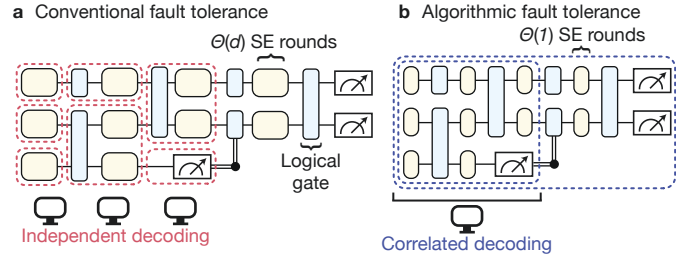 a Conventional fault tolerance
Θ(d) SE rounds
Logical
gate
Independent decoding
b Algorithmic fault tolerance
Θ(1) SE rounds
Correlated decoding